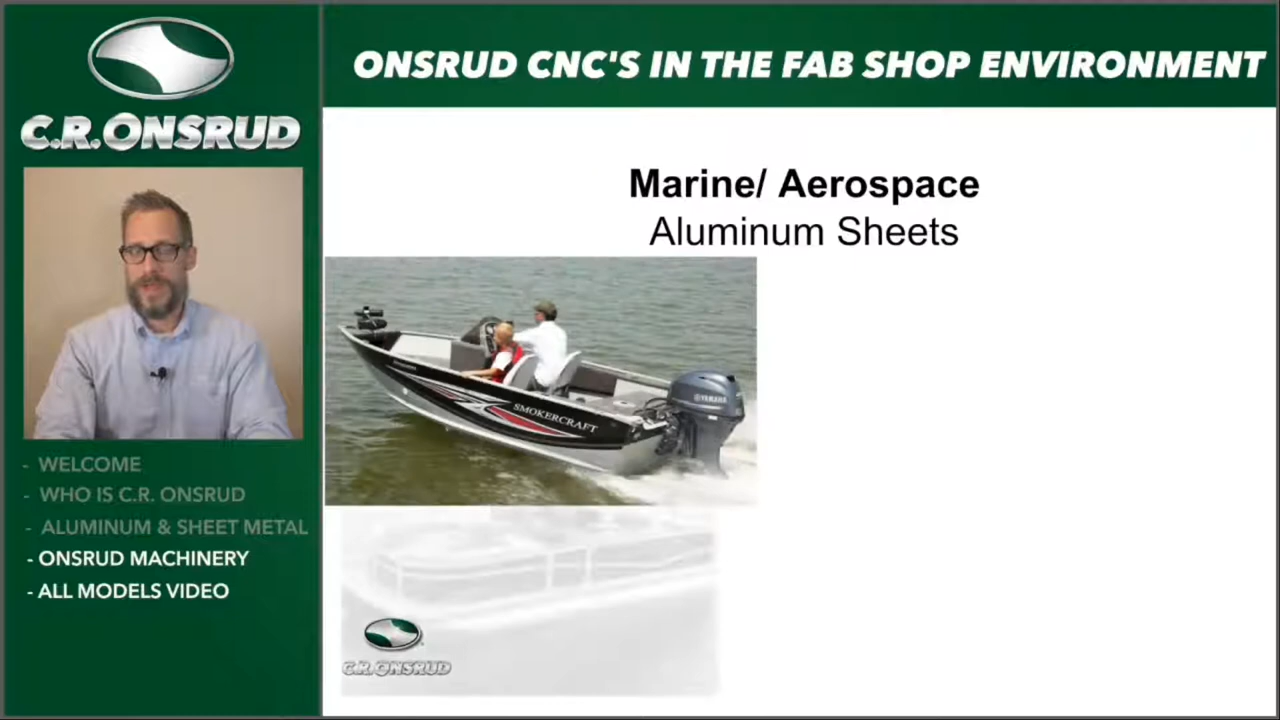 C.R.ONSRUD
ONSRUD CNC'S IN THE FAB SHOP ENVIRONMENT
Marine/ Aerospace
Aluminum Sheets
SMOKERCRAFT
YAMAHA
- WELCOME
- WHO IS C.R. ONSRUD
- ALUMINUM & SHEET METAL
- ONSRUD MACHINERY
- ALL MODELS VIDEO
C.R.ONSRUD